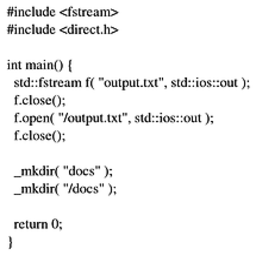 #include <fstream>
#include <direct.h>
int main() {
std::fstream f( "output.txt", std::ios::out );
f.close();
f.open( "/output.txt", std::ios::out );
f.close();
_mkdir( "docs" );
_mkdir( "/docs" );
return 0;
}